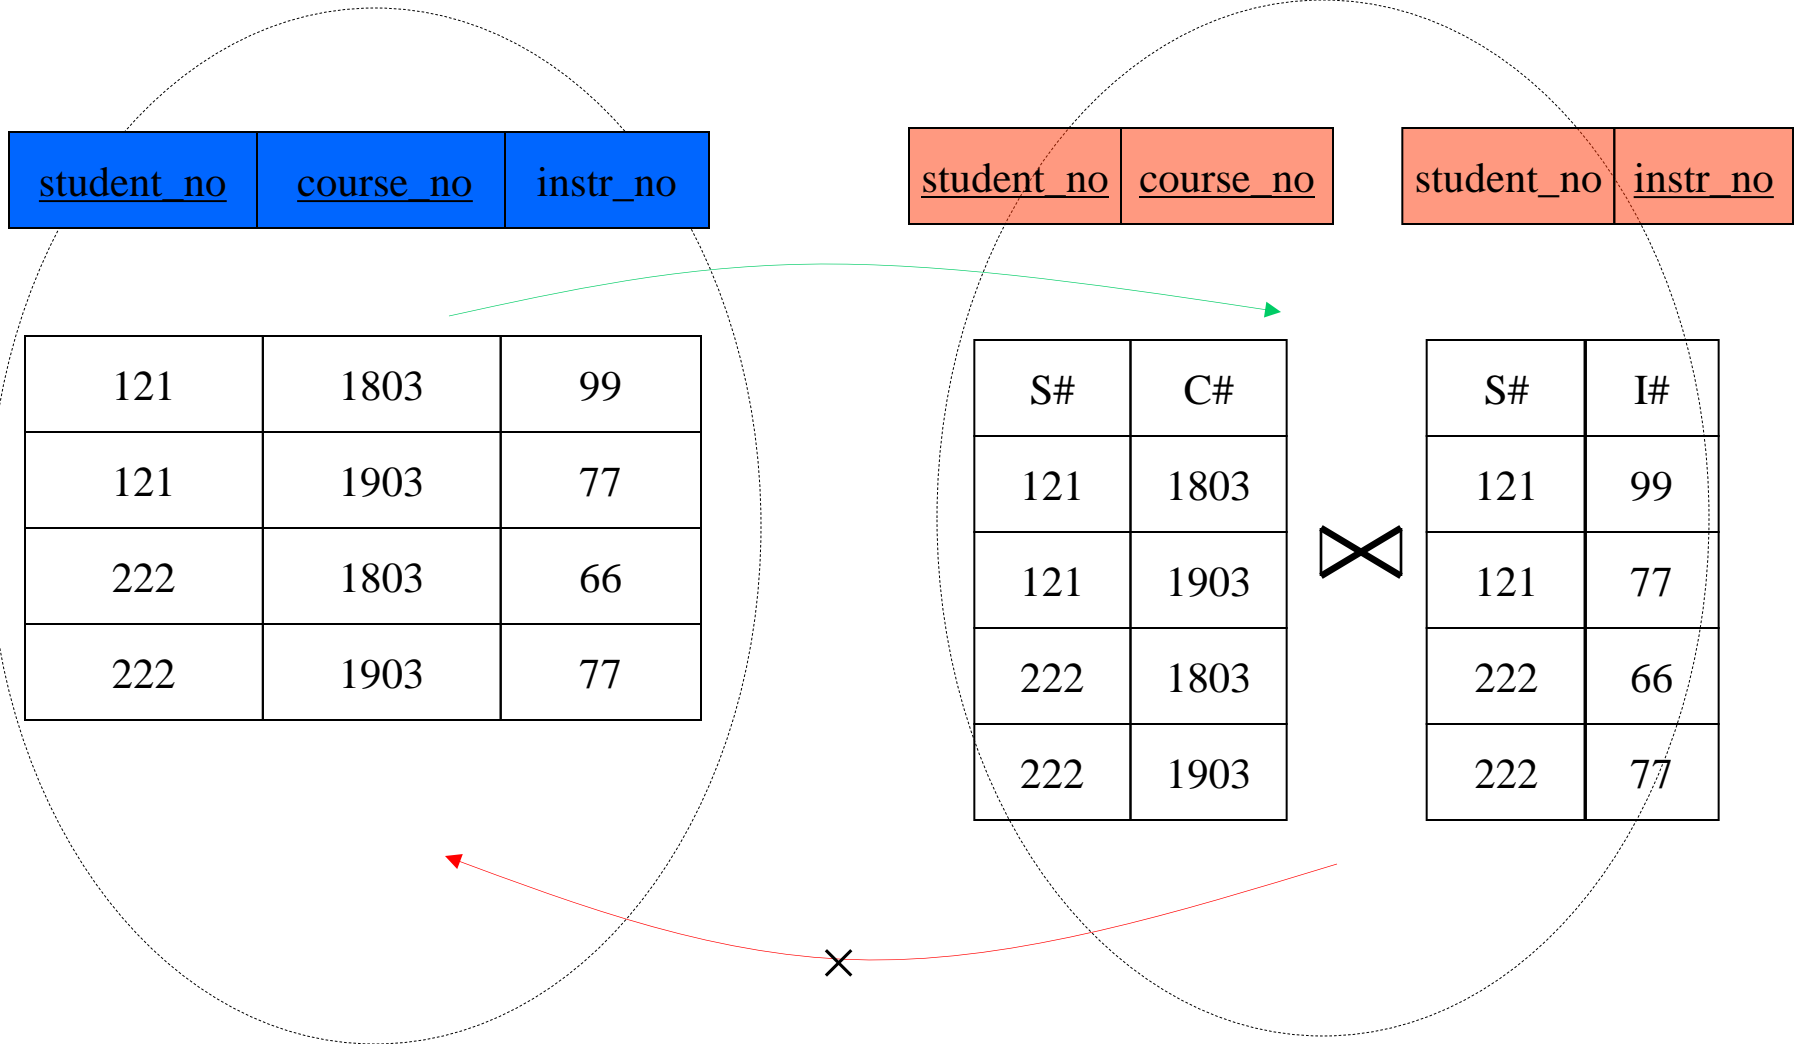 student_no course_no instr_no
121 1803 99
121 1903 77
222 1803 66
222 1903 77
student_no course_no
S# C#
121 1803
121 1903
222 1803
222 1903
student_no instr_no
S# I#
121 99
121 77
222 66
222 77